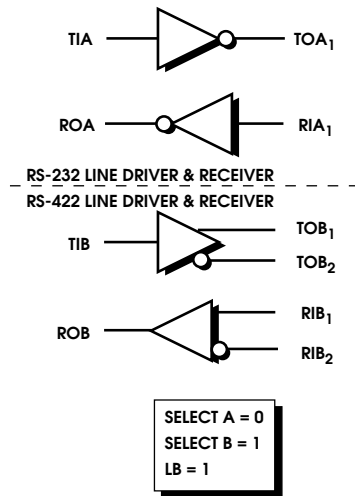 TIA TOA1
ROA RIA1
RS-232 LINE DRIVER & RECEIVER
RS-422 LINE DRIVER & RECEIVER
TIB TOB1
TOB2
ROB RIB1
RIB2
SELECT A = 0
SELECT B = 1
LB = 1